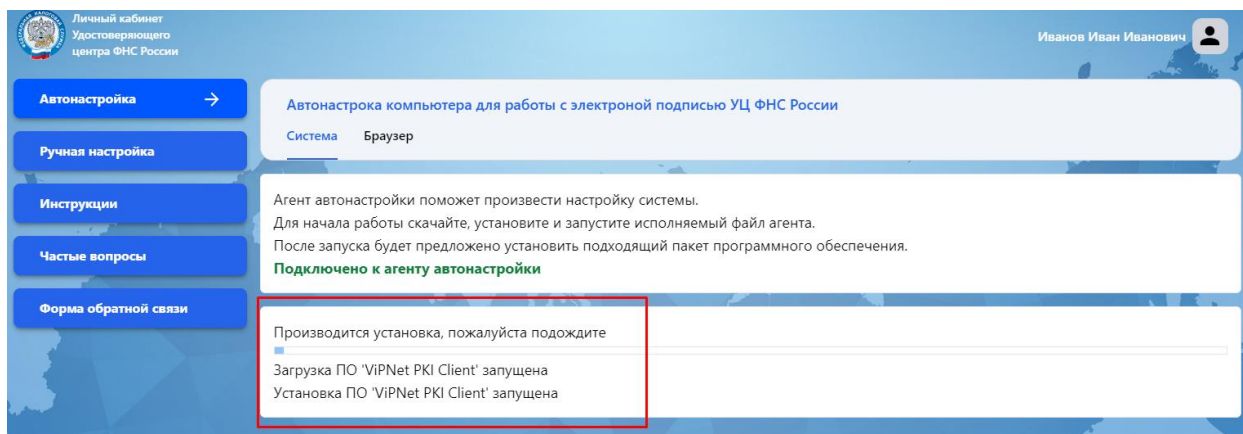 Личный кабинет
Удостоверяющего
центра ФНС России
Иванов Иван Иванович
Автонастройка
Ручная настройка
Инструкции
Частые вопросы
Форма обратной связи
Автонастрока компьютера для работы с электроной подписью УЦ ФНС России
Система Браузер
Агент автонастройки поможет произвести настройку системы.
Для начала работы скачайте, установите и запустите исполняемый файл агента.
После запуска будет предложено установить подходящий пакет программного обеспечения.
Подключено к агенту автонастройки
Производится установка, пожалуйста подождите
Загрузка ПО 'ViPNet PKI Client' запущена
Установка ПО 'ViPNet PKI Client' запущена